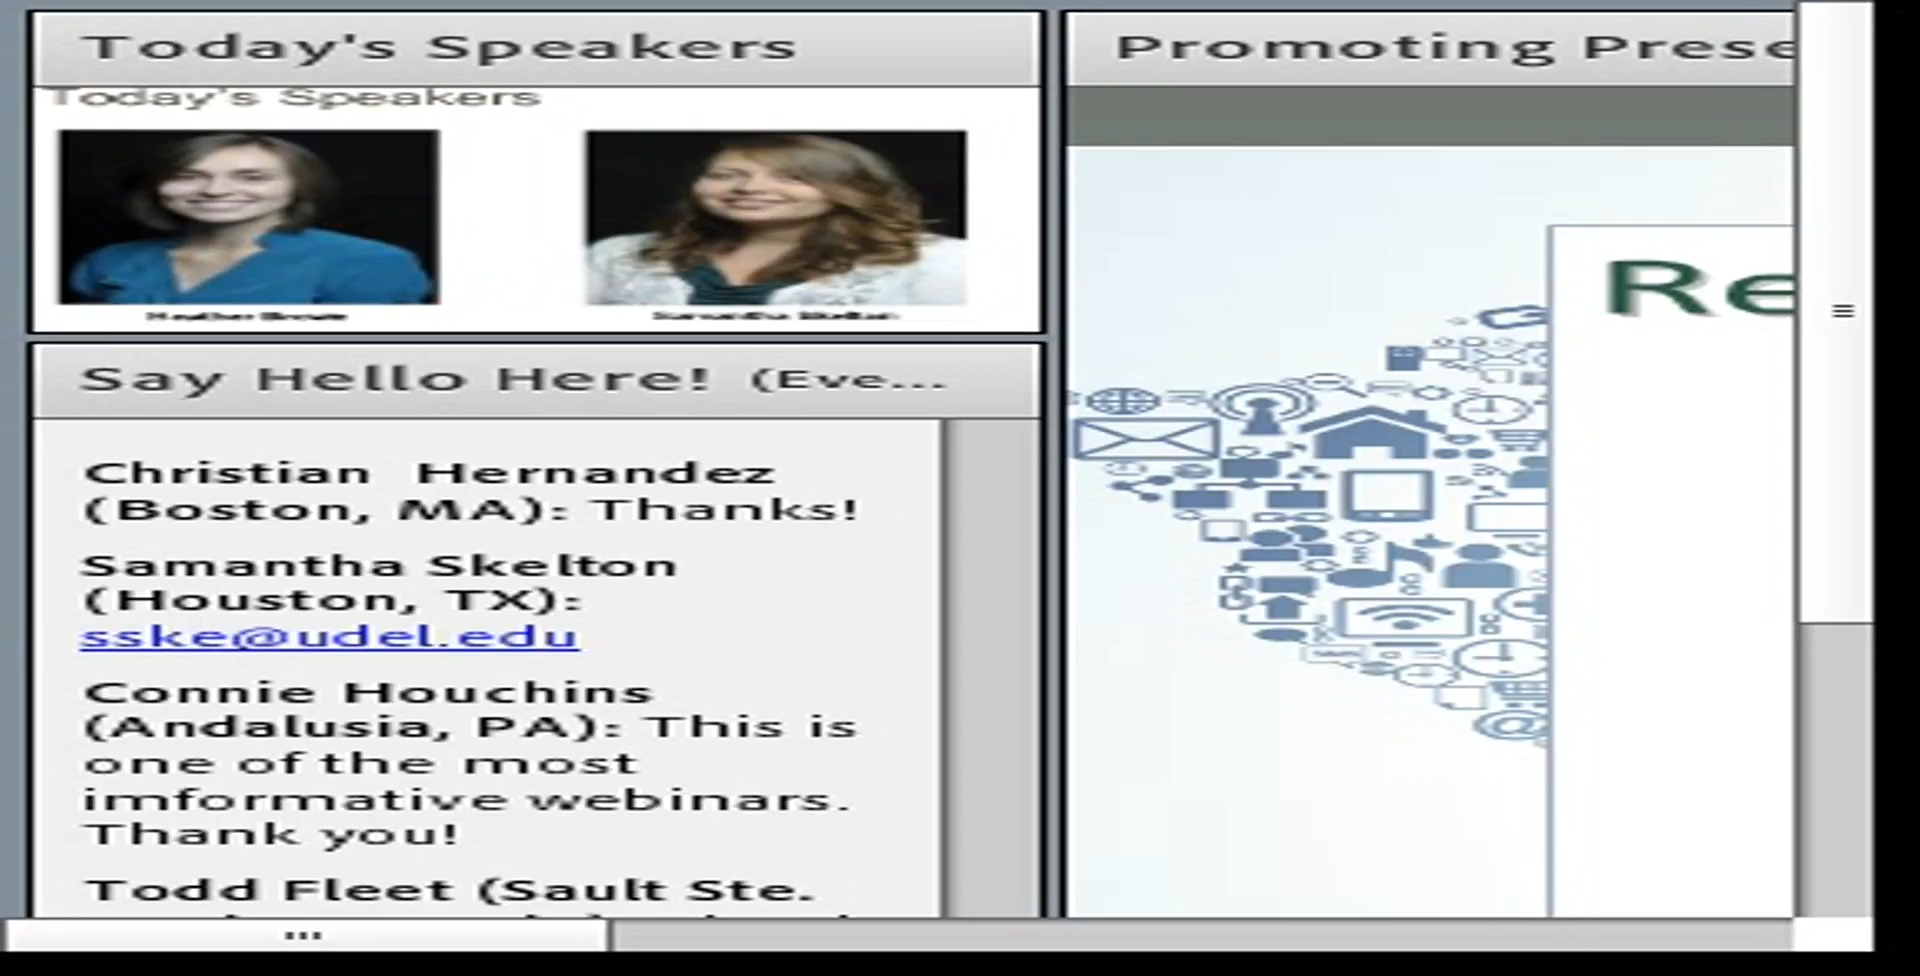 Today's Speakers
Today's Speakers
Samantha Skelton
Say Hello Here! (Eve...
Christian Hernandez
(Boston, MA): Thanks!
Samantha Skelton
(Houston, TX):
sske@udel.edu
Connie Houchins
(Andalusia, PA): This is
one of the most
imformative webinars.
Thank you!
Todd Fleet (Sault Ste.
Promoting Prese
Re